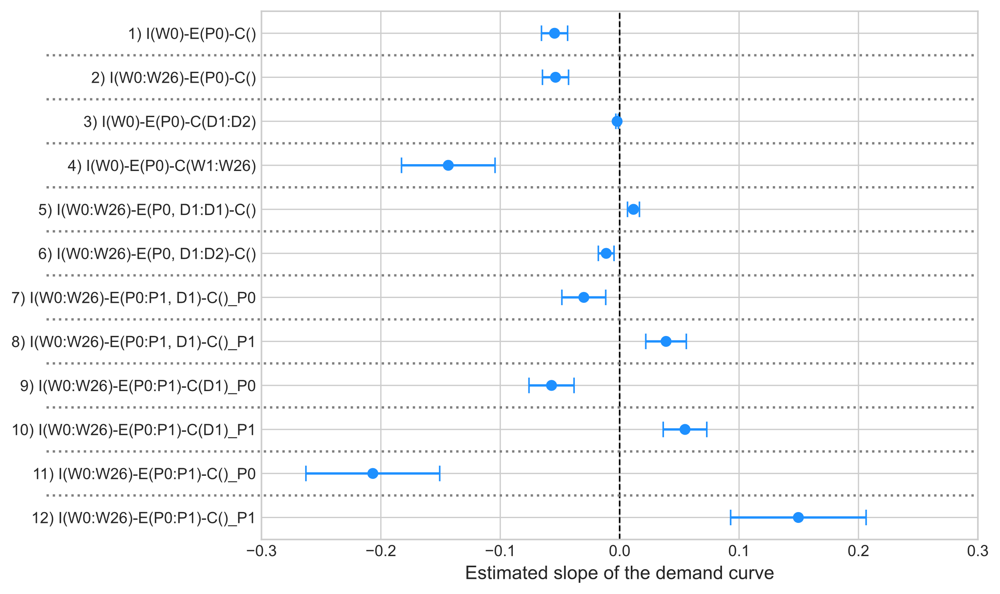 1) I(W0)-E(P0)-C()
2) I(W0:W26)-E(P0)-C()
3) I(W0)-E(P0)-C(D1:D2)
4) I(W0)-E(P0)-C(W1:W26)
5) I(W0:W26)-E(P0, D1:D1)-C()
6) I(W0:W26)-E(P0, D1:D2)-C()
7) I(W0:W26)-E(P0:P1, D1)-C()_P0
8) I(W0:W26)-E(P0:P1, D1)-C()_P1
9) I(W0:W26)-E(P0:P1)-C(D1)_P0
10) I(W0:W26)-E(P0:P1)-C(D1)_P1
11) I(W0:W26)-E(P0:P1)-C()_P0
12) I(W0:W26)-E(P0:P1)-C()_P1
−0.3 −0.2 −0.1 0.0 0.1 0.2 0.3
Estimated slope of the demand curve